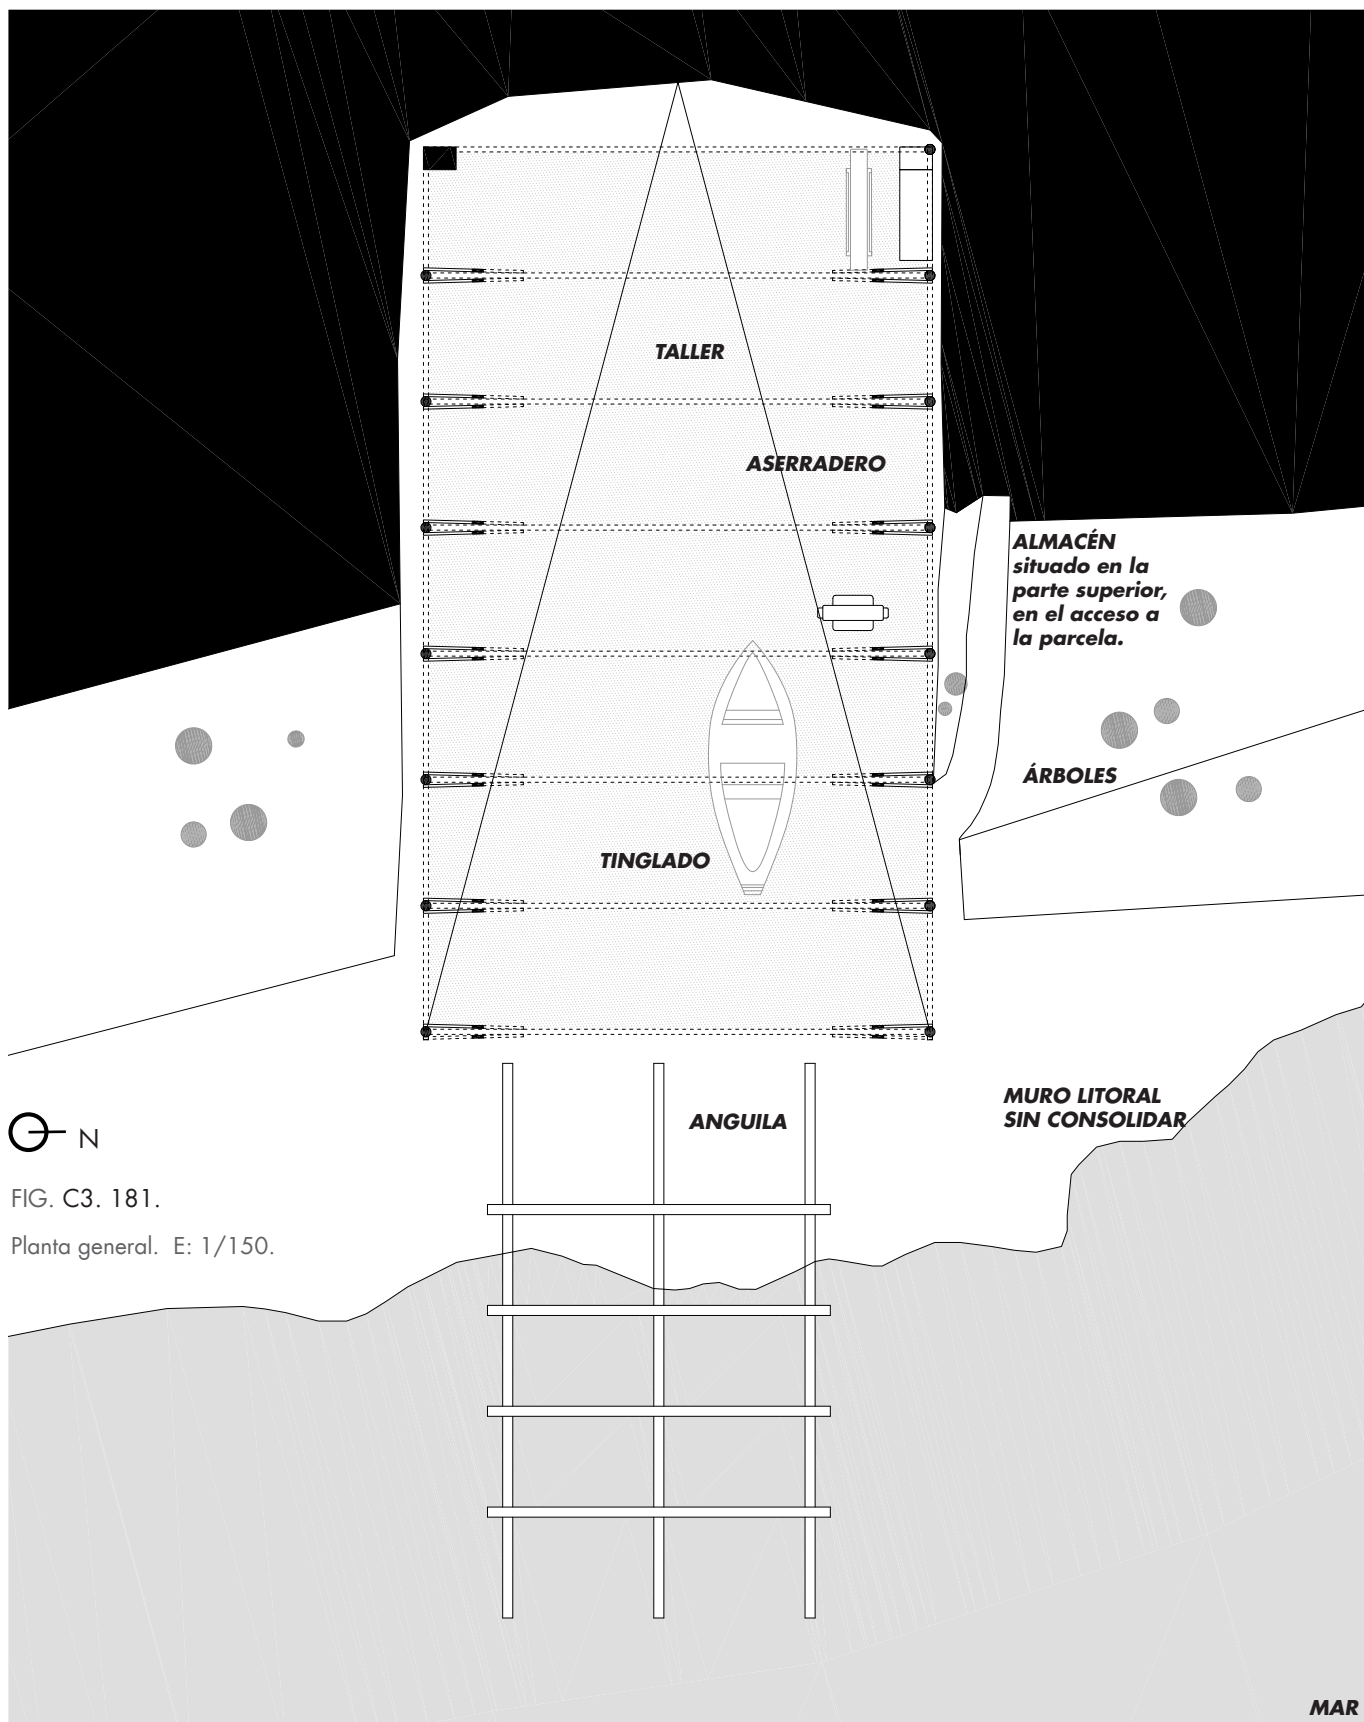 TALLER
ASERRADERO
ALMACÉN
situado en la
parte superior,
en el acceso a
la parcela.
ÁRBOLES
TINGLADO
ANGUILA
MURO LITORAL
SIN CONSOLIDAR
N
FIG. C3. 181.
Planta general. E: 1/150.
MAR